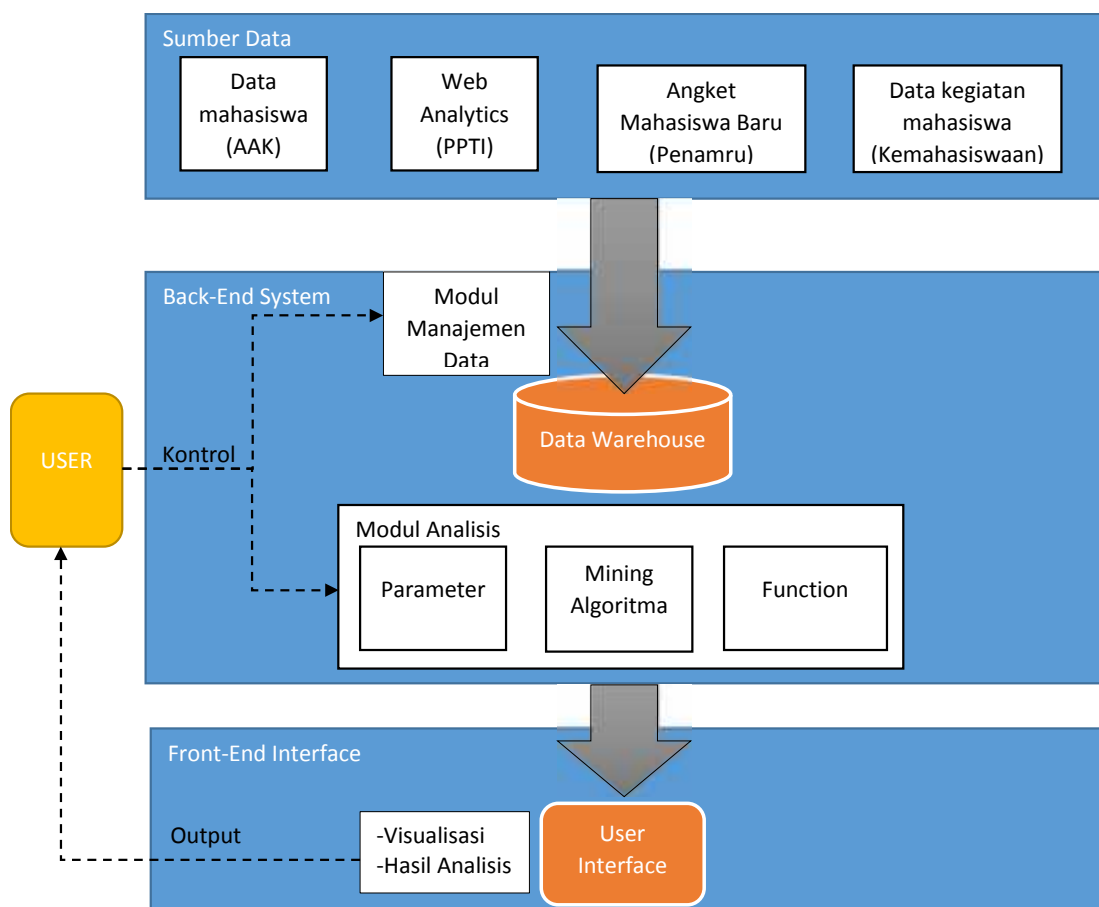 Sumber Data
Data
mahasiswa
(AAK)
Web
Analytics
(PPTI)
Angket
Mahasiswa Baru
(Penamru)
Data kegiatan
mahasiswa
(Kemahasiswaan)
Back-End System
Modul
Manajemen
Data
Data Warehouse
USER
Kontrol
Modul Analisis
Parameter
Mining
Algoritma
Function
Front-End Interface
Output
-Visualisasi
-Hasil Analisis
User
Interface